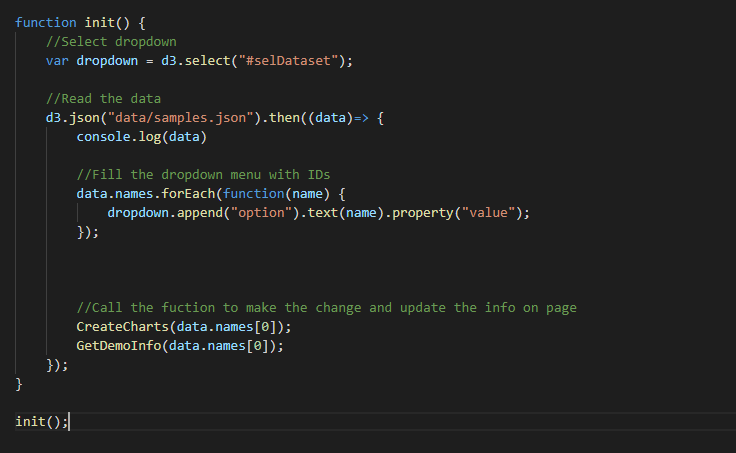 function init() {
    //Select dropdown
    var dropdown = d3.select("#selDataset");
    //Read the data
    d3.json("data/samples.json").then((data)=> {
        console.log(data)
        //Fill the dropdown menu with IDs
        data.names.forEach(function(name) {
            dropdown.append("option").text(name).property("value");
        });
        //Call the fuction to make the change and update the info on page
        CreateCharts(data.names[0]);
        GetDemoInfo(data.names[0]);
    });
}
init();